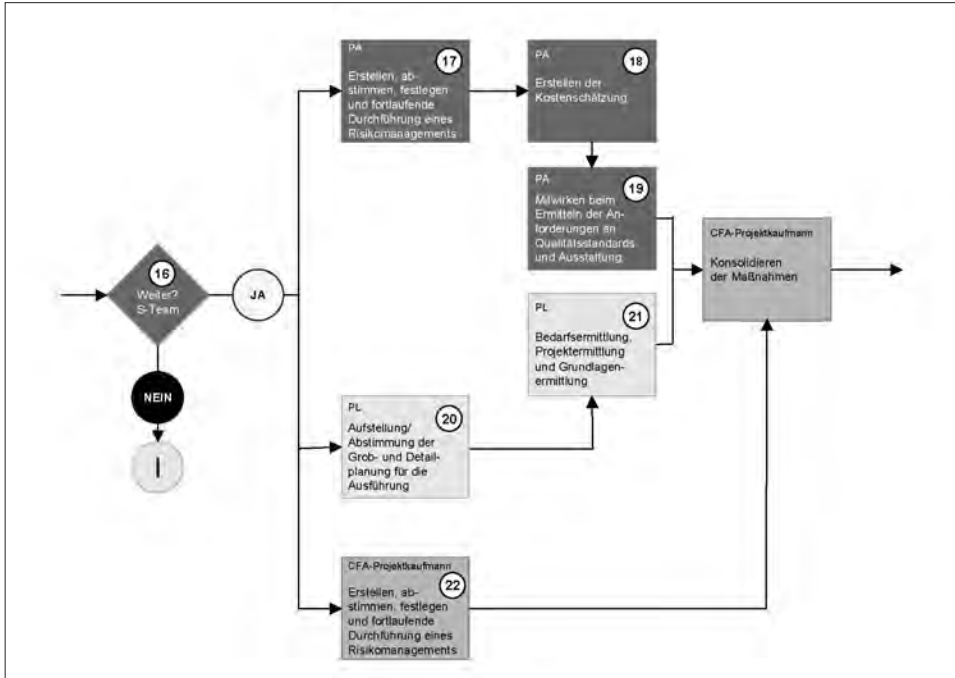 16
Weiter?
S-Team
JA
NEIN
I
PA
17
Erstellen, ab-
stimmen, festlegen
und fortlaufende
Durchführung eines
Risikomanagements
PA
18
Erstellen der
Kostenschätzung
PA
19
Mitwirken beim
Ermitteln der An-
forderungen an
Qualitätsstandards
und Ausstattung
PL
20
Aufstellung/
Abstimmung der
Grob- und Detail-
planung für die
Ausführung
PL
21
Bedarfsermittlung,
Projektermittlung
und Grundlagen-
ermittlung
CFA-Projektkaufmann
22
Erstellen, ab-
stimmen, festlegen
und fortlaufende
Durchführung eines
Risikomanagements
CFA-Projektkaufmann
Konsolidieren
der Maßnahmen